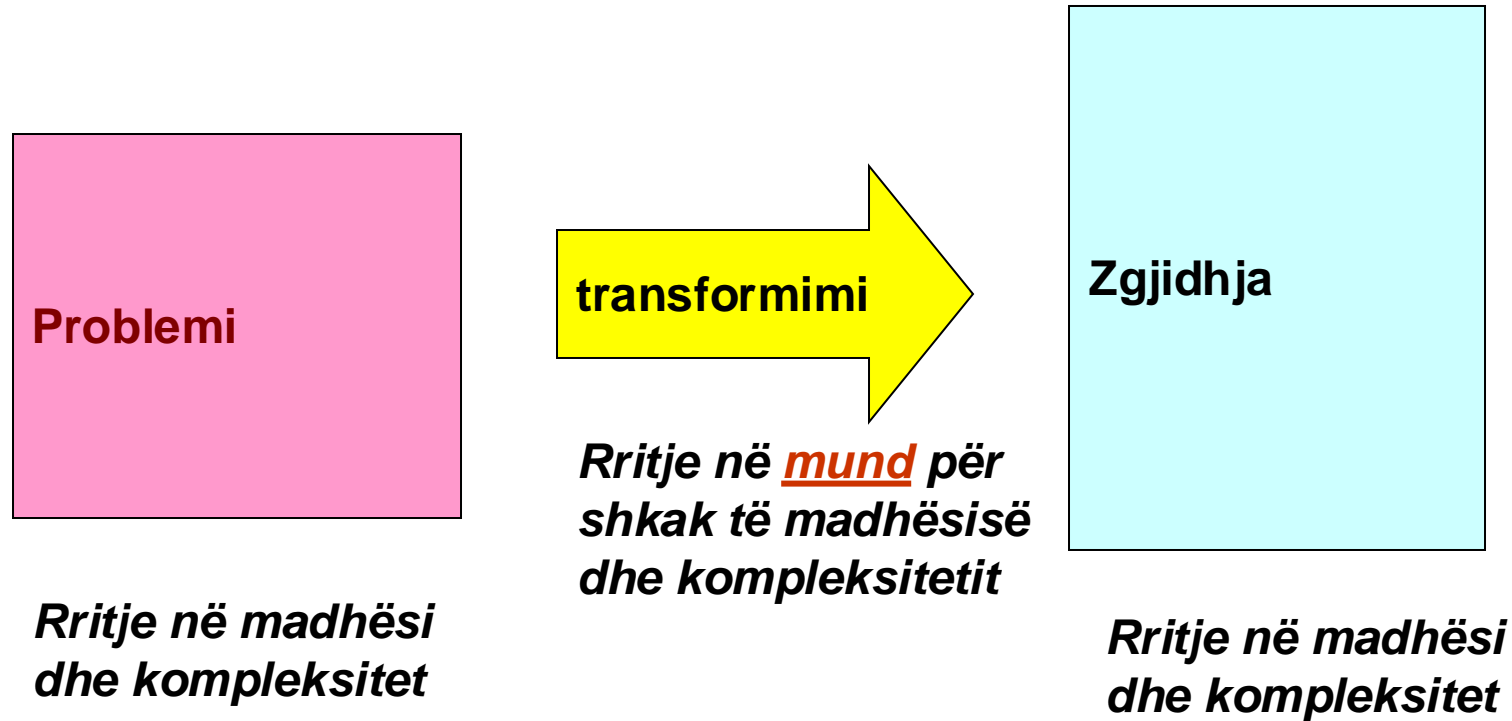 Problemi
Rritje në madhësi
dhe kompleksitet
transformimi
Rritje në mund për
shkak të madhësisë
dhe kompleksitetit
Zgjidhja
Rritje në madhësi
dhe kompleksitet